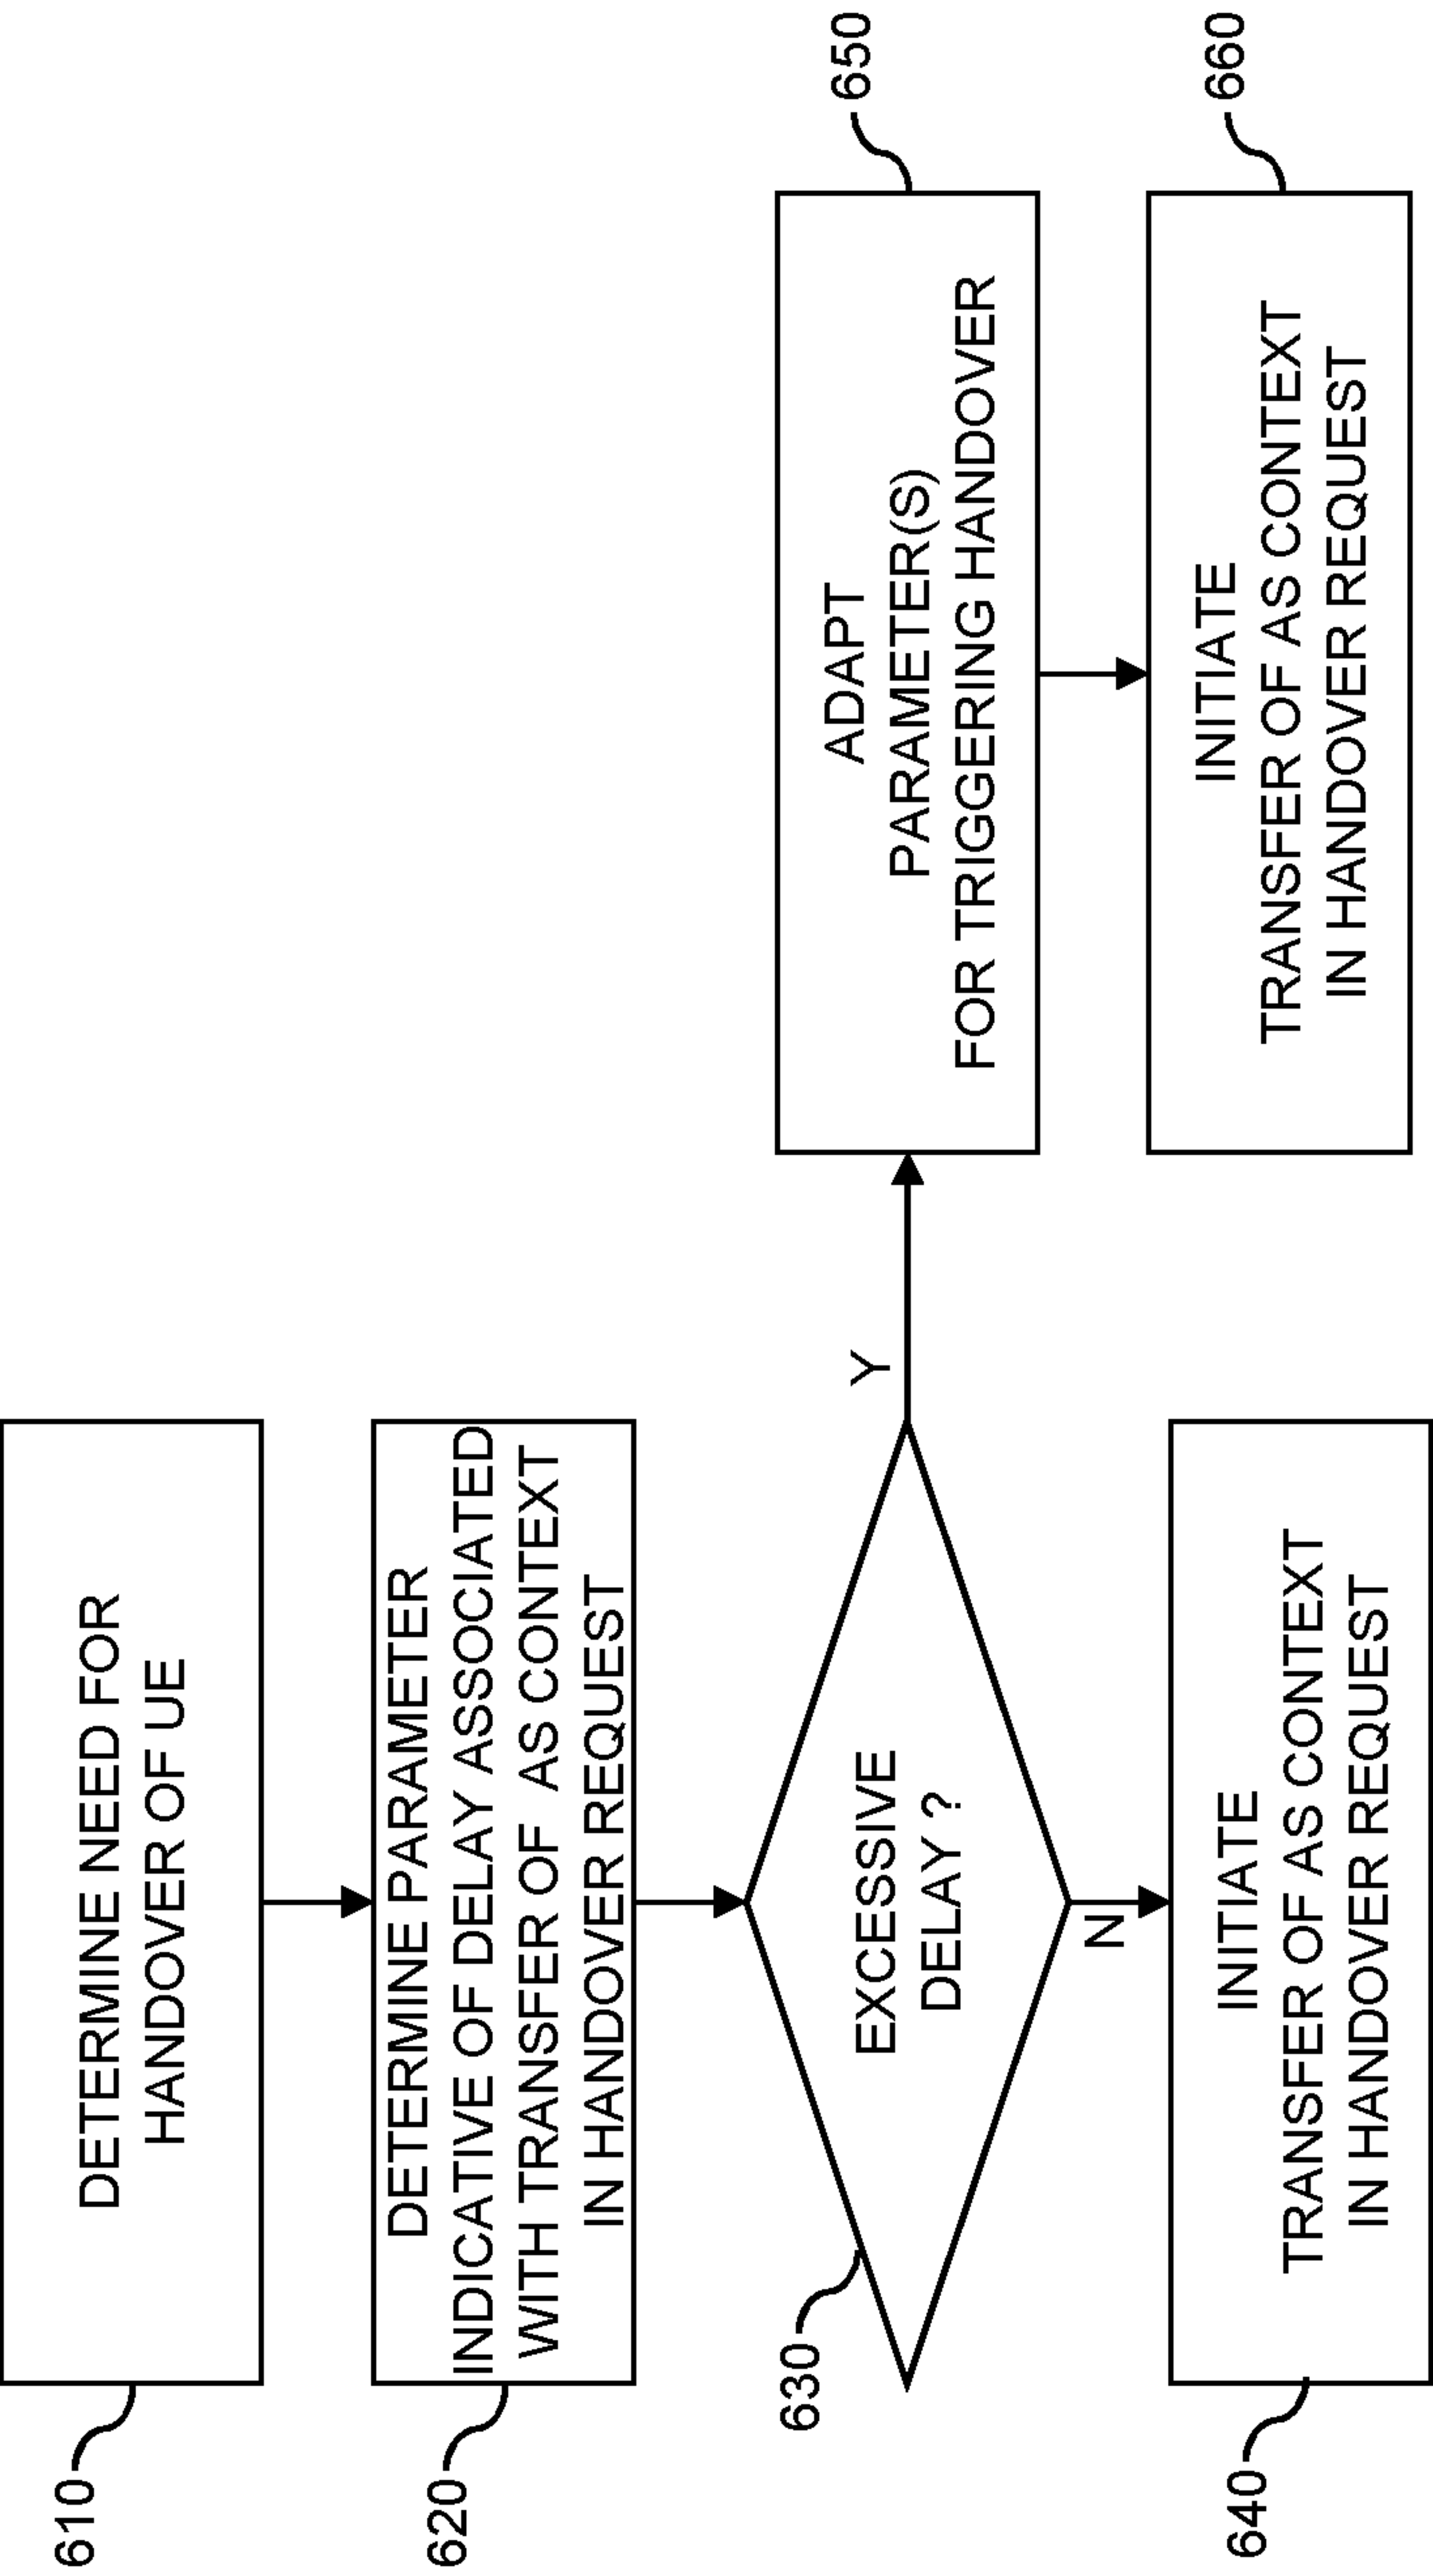 610
DETERMINE NEED FOR
HANDOVER OF UE
620
DETERMINE PARAMETER
INDICATIVE OF DELAY ASSOCIATED
WITH TRANSFER OF AS CONTEXT
IN HANDOVER REQUEST
630
EXCESSIVE
DELAY ?
Y
N
640
INITIATE
TRANSFER OF AS CONTEXT
IN HANDOVER REQUEST
650
ADAPT
PARAMETER(S)
FOR TRIGGERING HANDOVER
660
INITIATE
TRANSFER OF AS CONTEXT
IN HANDOVER REQUEST